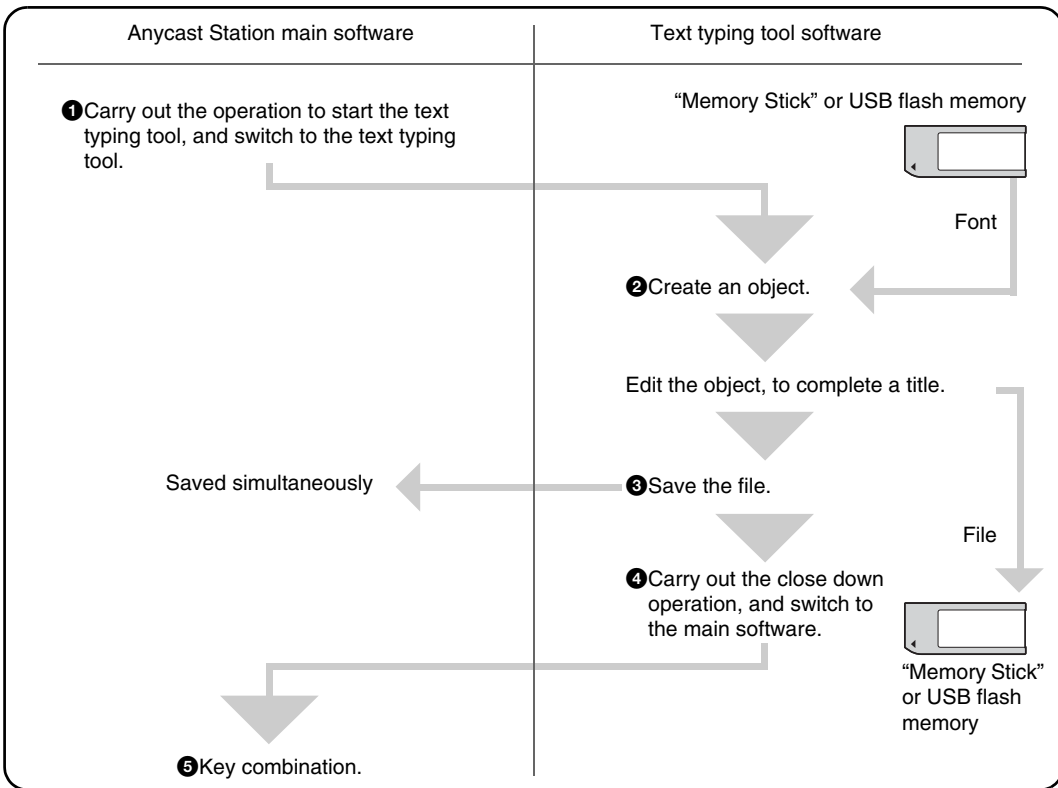 Anycast Station main software
Text typing tool software
❶Carry out the operation to start the text
typing tool, and switch to the text typing
tool.
“Memory Stick” or USB flash memory
Font
❷Create an object.
Edit the object, to complete a title.
Saved simultaneously
❸Save the file.
File
❹Carry out the close down
operation, and switch to
the main software.
“Memory Stick”
or USB flash
memory
❺Key combination.